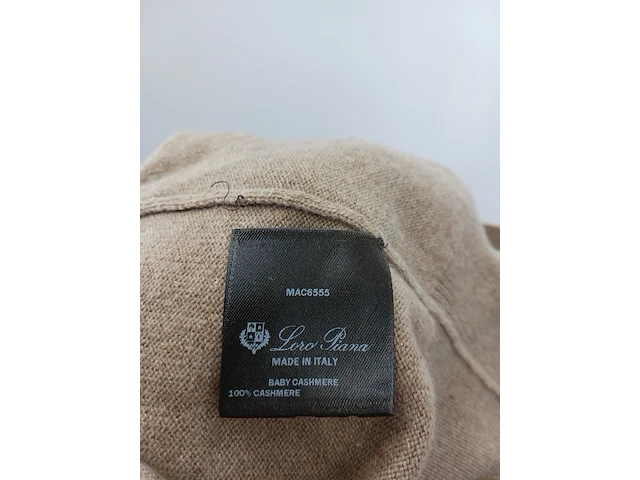 MAC6555
Loro Piana
MADE IN ITALY
BABY CASHMERE
100% CASHMERE